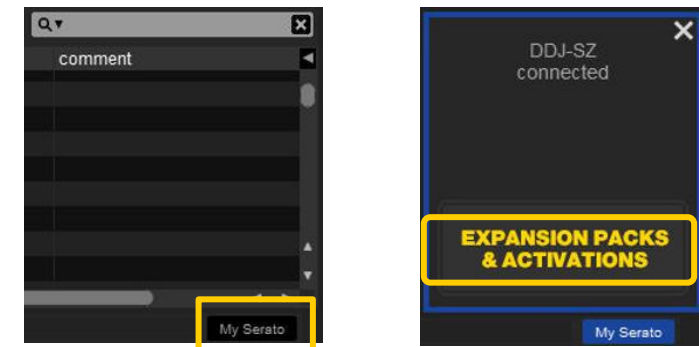 comment
My Serato
DDJ-SZ
connected
EXPANSION PACKS
& ACTIVATIONS
My Serato